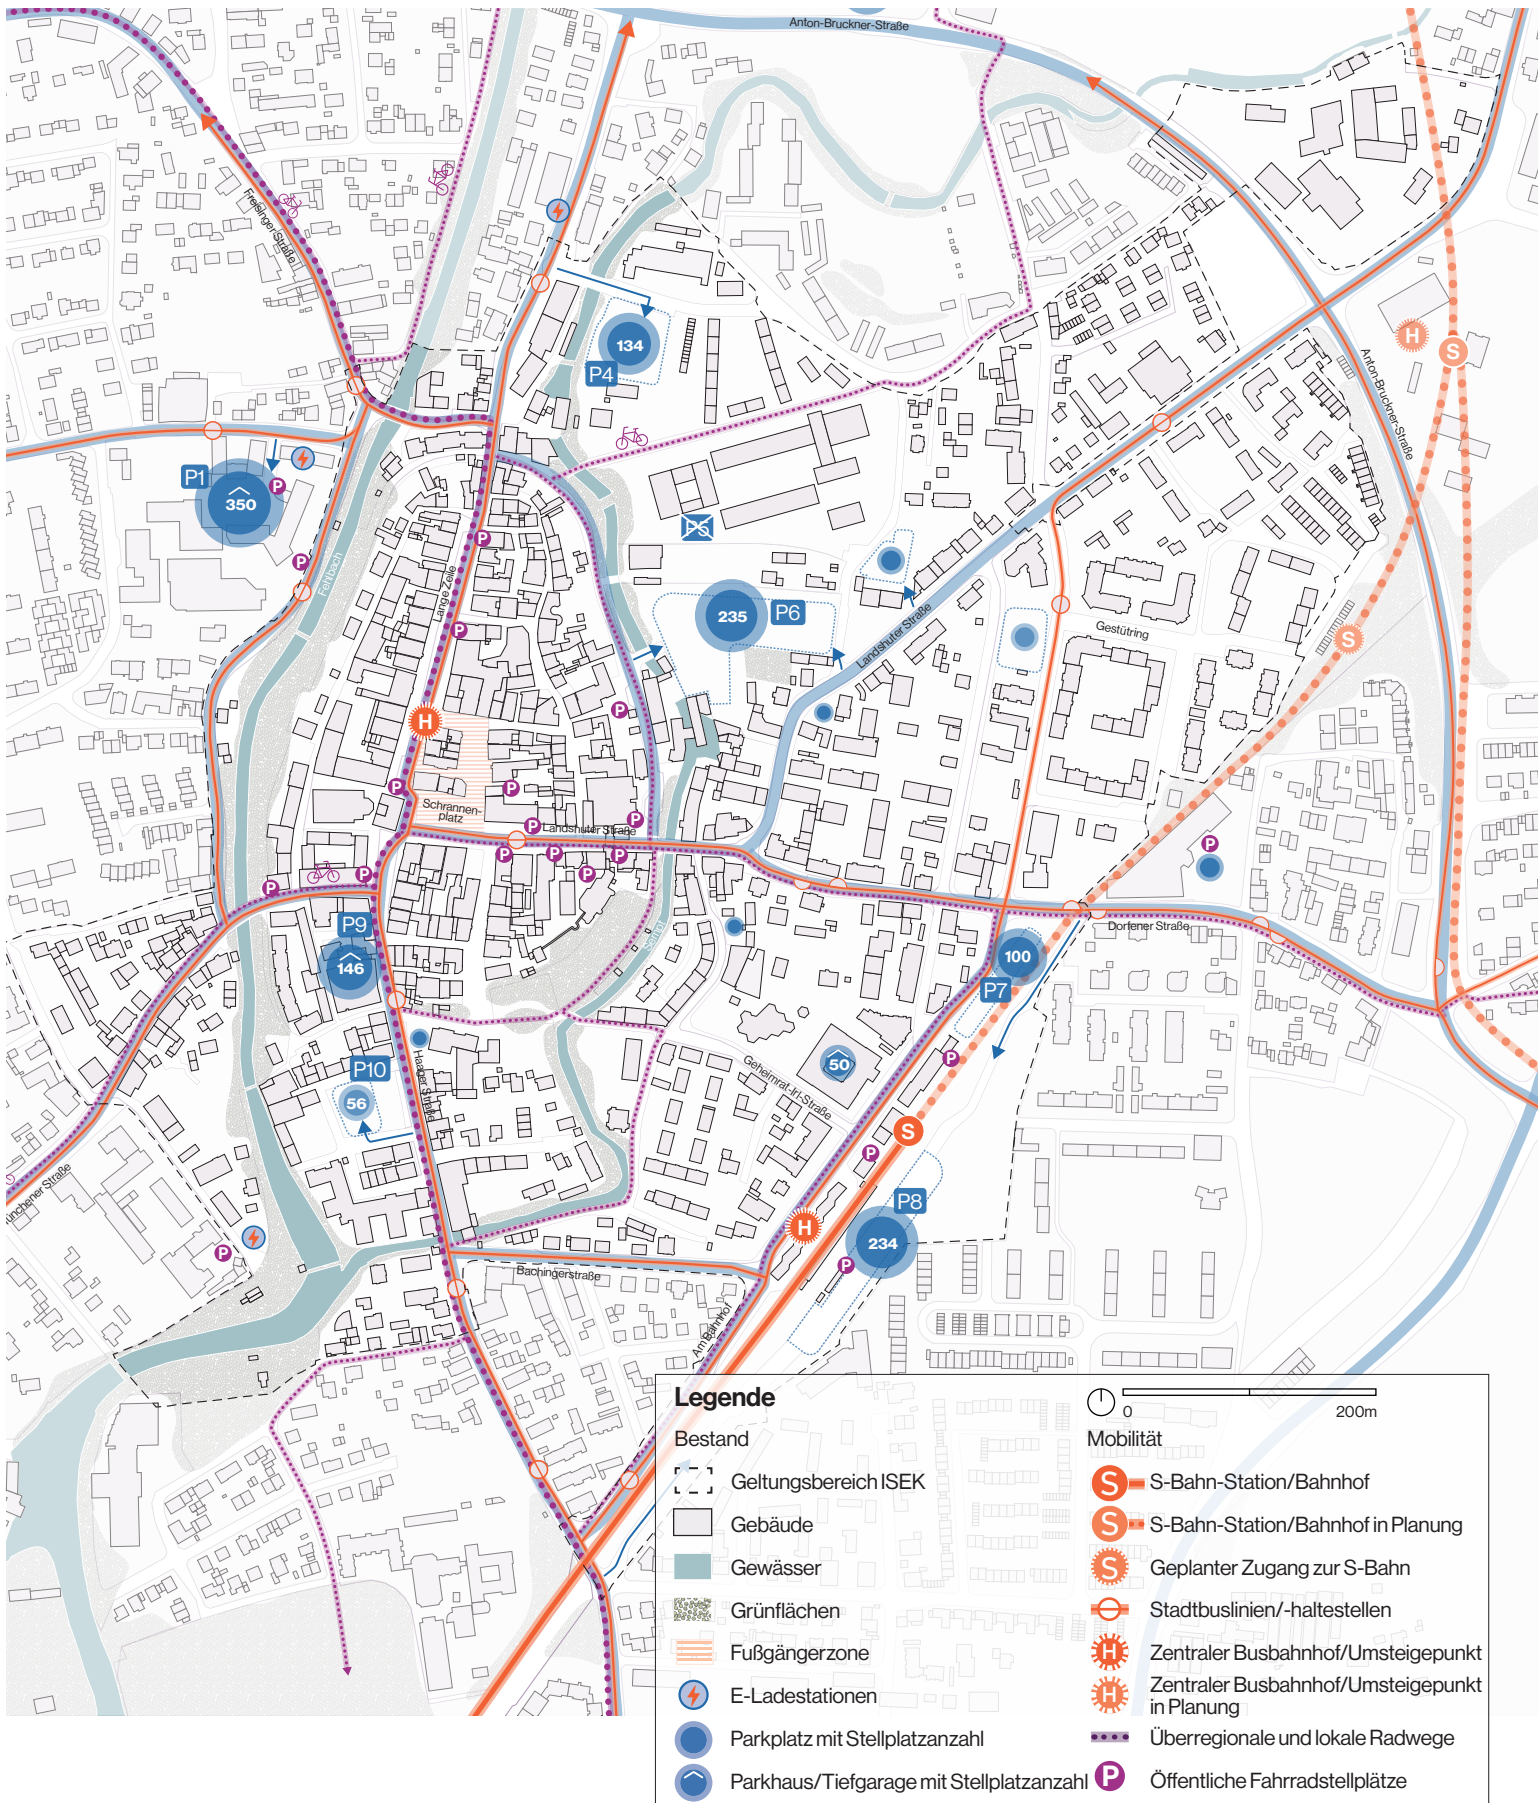 Anton-Bruckner-Straße
Freisinger Straße
134
P4
P1
350
P
P
P
P5
Fehlbach
Lange Zeile
P
235
P6
Landshuter Straße
Gestütring
Anton-Bruckner-Straße
H
S
S
H
P
P
P
Schrannen-
platz
P
Landshuter Straße
P
P
P
P
P
P
P
P
P9
146
Sempt
Dorfener Straße
100
P7
P
P10
56
Haager Straße
50
Geheimrat-Irl-Straße
S
P
P8
H
234
P
P
Münchener Straße
Bachingerstraße
Am Bahnhof
Legende
Bestand
Geltungsbereich ISEK
Gebäude
Gewässer
Grünflächen
Fußgängerzone
E-Ladestationen
Parkplatz mit Stellplatzanzahl
Parkhaus/Tiefgarage mit Stellplatzanzahl
0
200m
Mobilität
S
S-Bahn-Station/Bahnhof
S
S-Bahn-Station/Bahnhof in Planung
S
Geplanter Zugang zur S-Bahn
Stadtbuslinien/-haltestellen
H
Zentraler Busbahnhof/Umsteigepunkt
H
Zentraler Busbahnhof/Umsteigepunkt
in Planung
Überregionale und lokale Radwege
P
Öffentliche Fahrradstellplätze